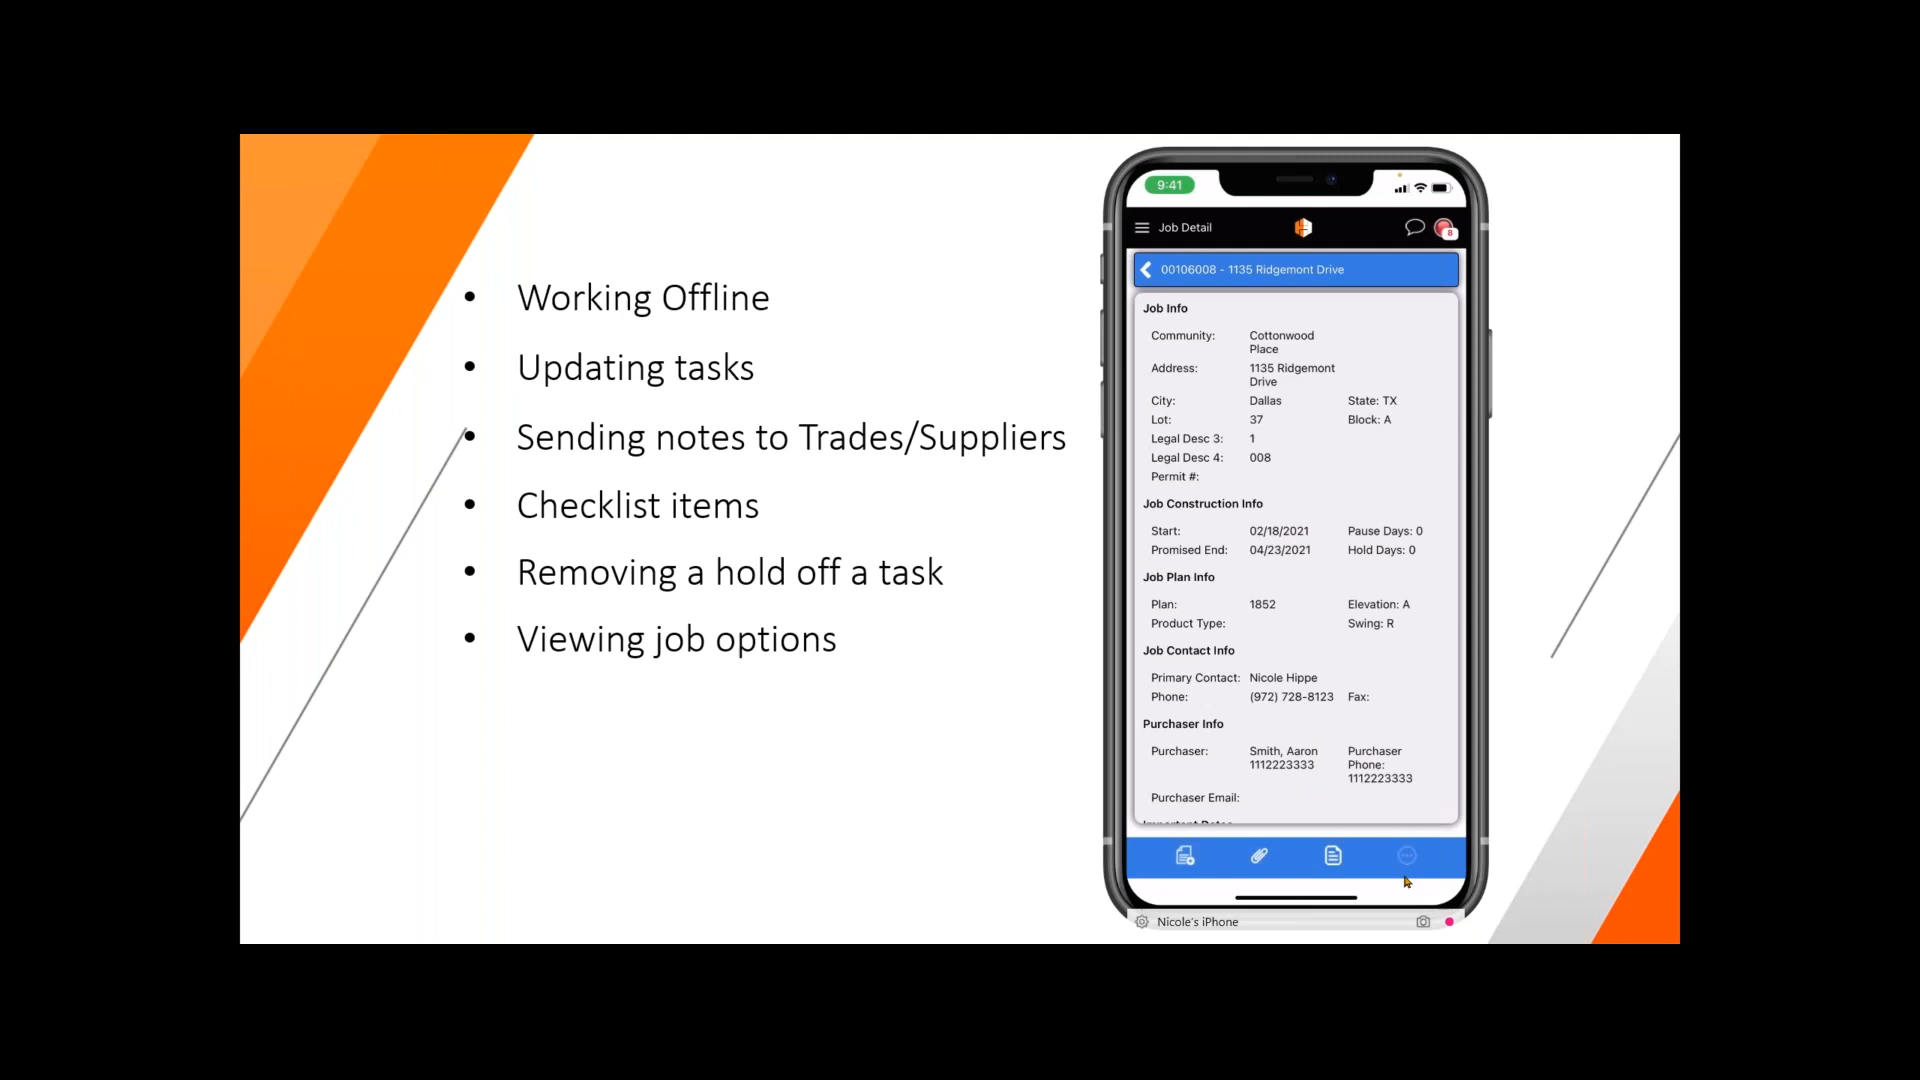 • Working Offline
• Updating tasks
• Sending notes to Trades/Suppliers
• Checklist items
• Removing a hold off a task
• Viewing job options
9:41
Job Detail
8
00106008 - 1135 Ridgemont Drive
Job Info
Community: Cottonwood
Place
Address: 1135 Ridgemont
Drive
City: Dallas State: TX
Lot: 37 Block: A
Legal Desc 3: 1
Legal Desc 4: 008
Permit #:
Job Construction Info
Start: 02/18/2021 Pause Days: 0
Promised End: 04/23/2021 Hold Days: 0
Job Plan Info
Plan: 1852 Elevation: A
Product Type: Swing: R
Job Contact Info
Primary Contact: Nicole Hippe
Phone: (972) 728-8123 Fax:
Purchaser Info
Purchaser: Smith, Aaron Purchaser
1112223333 Phone:
1112223333
Purchaser Email:
Important Dates
Nicole's iPhone